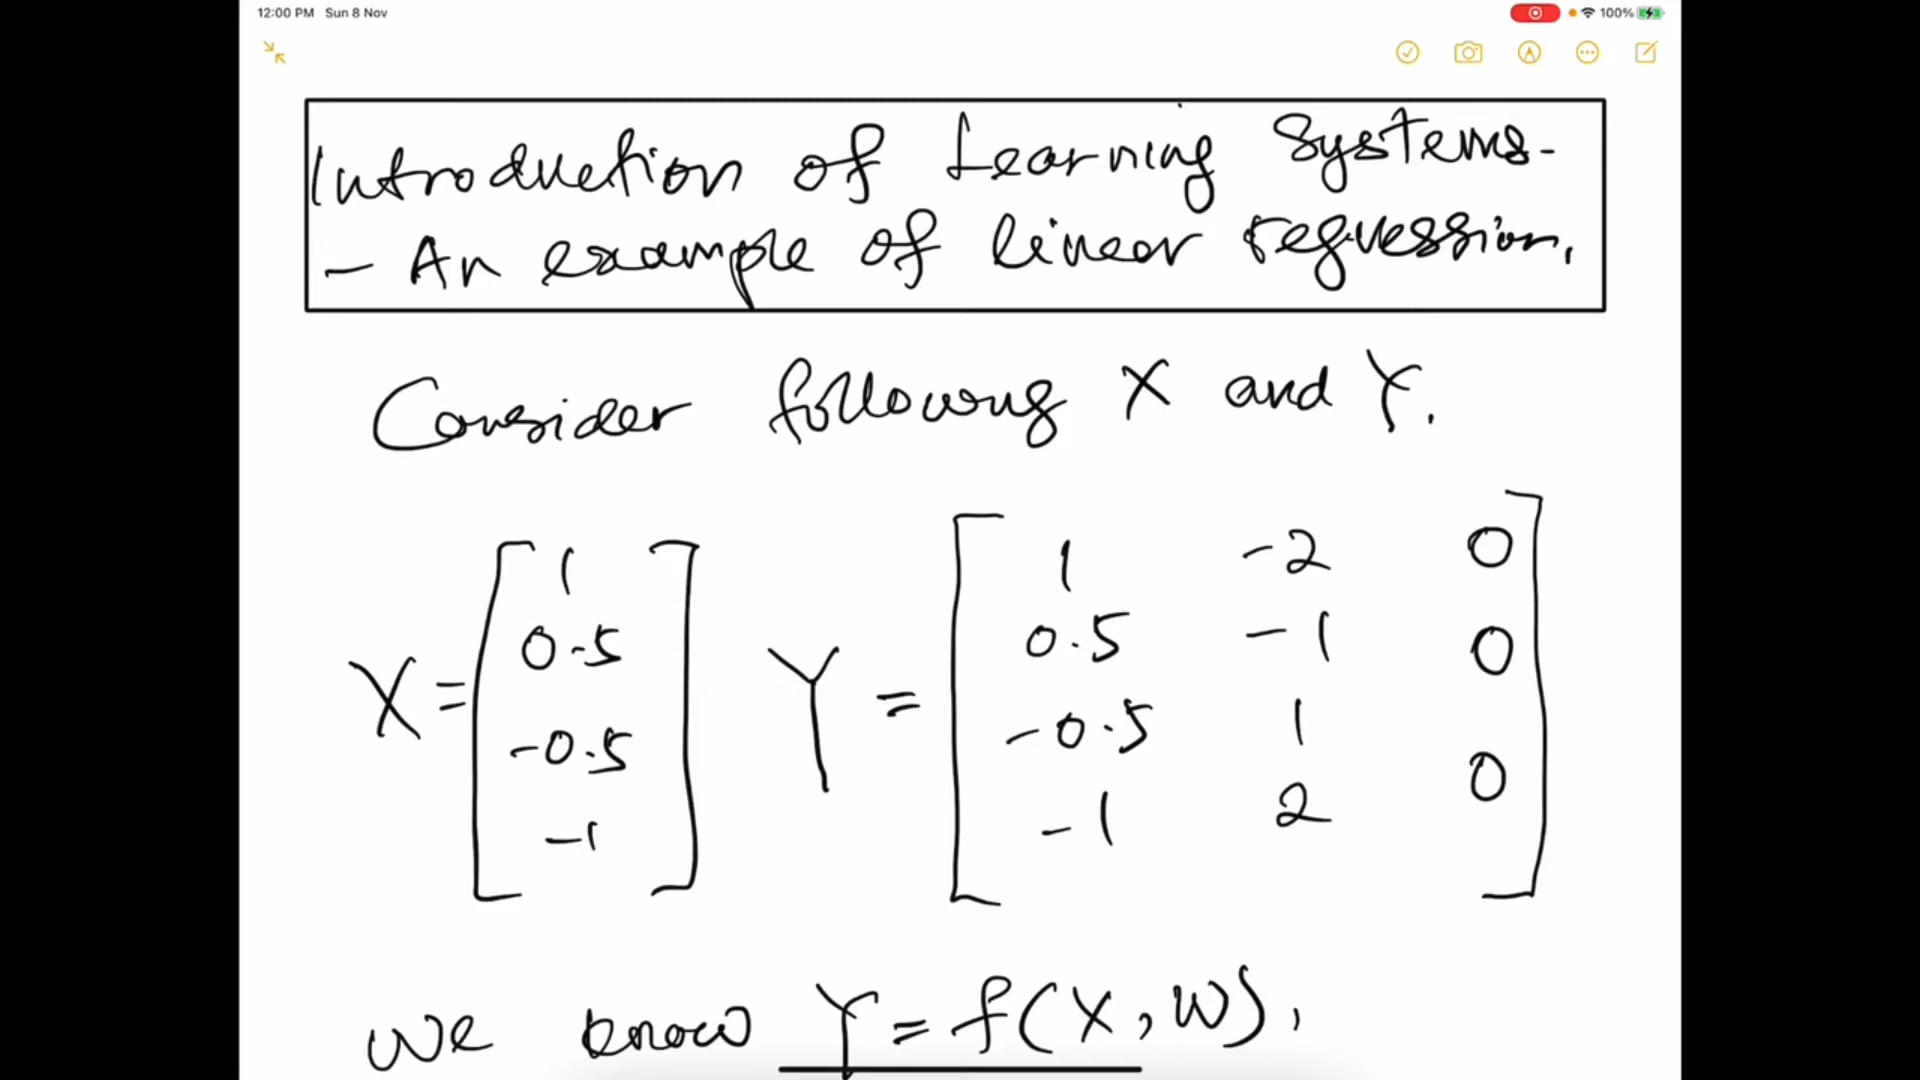 12:00 PM Sun 8 Nov 100%
Introduction of Learning Systems-
- An example of linear regression.
Consider following X and Y.
X = [ 1 Y = [ 1 -2 0
0.5 0.5 -1 0
-0.5 -0.5 1 0
-1 ] -1 2 ]
we know Y = f(X, W),